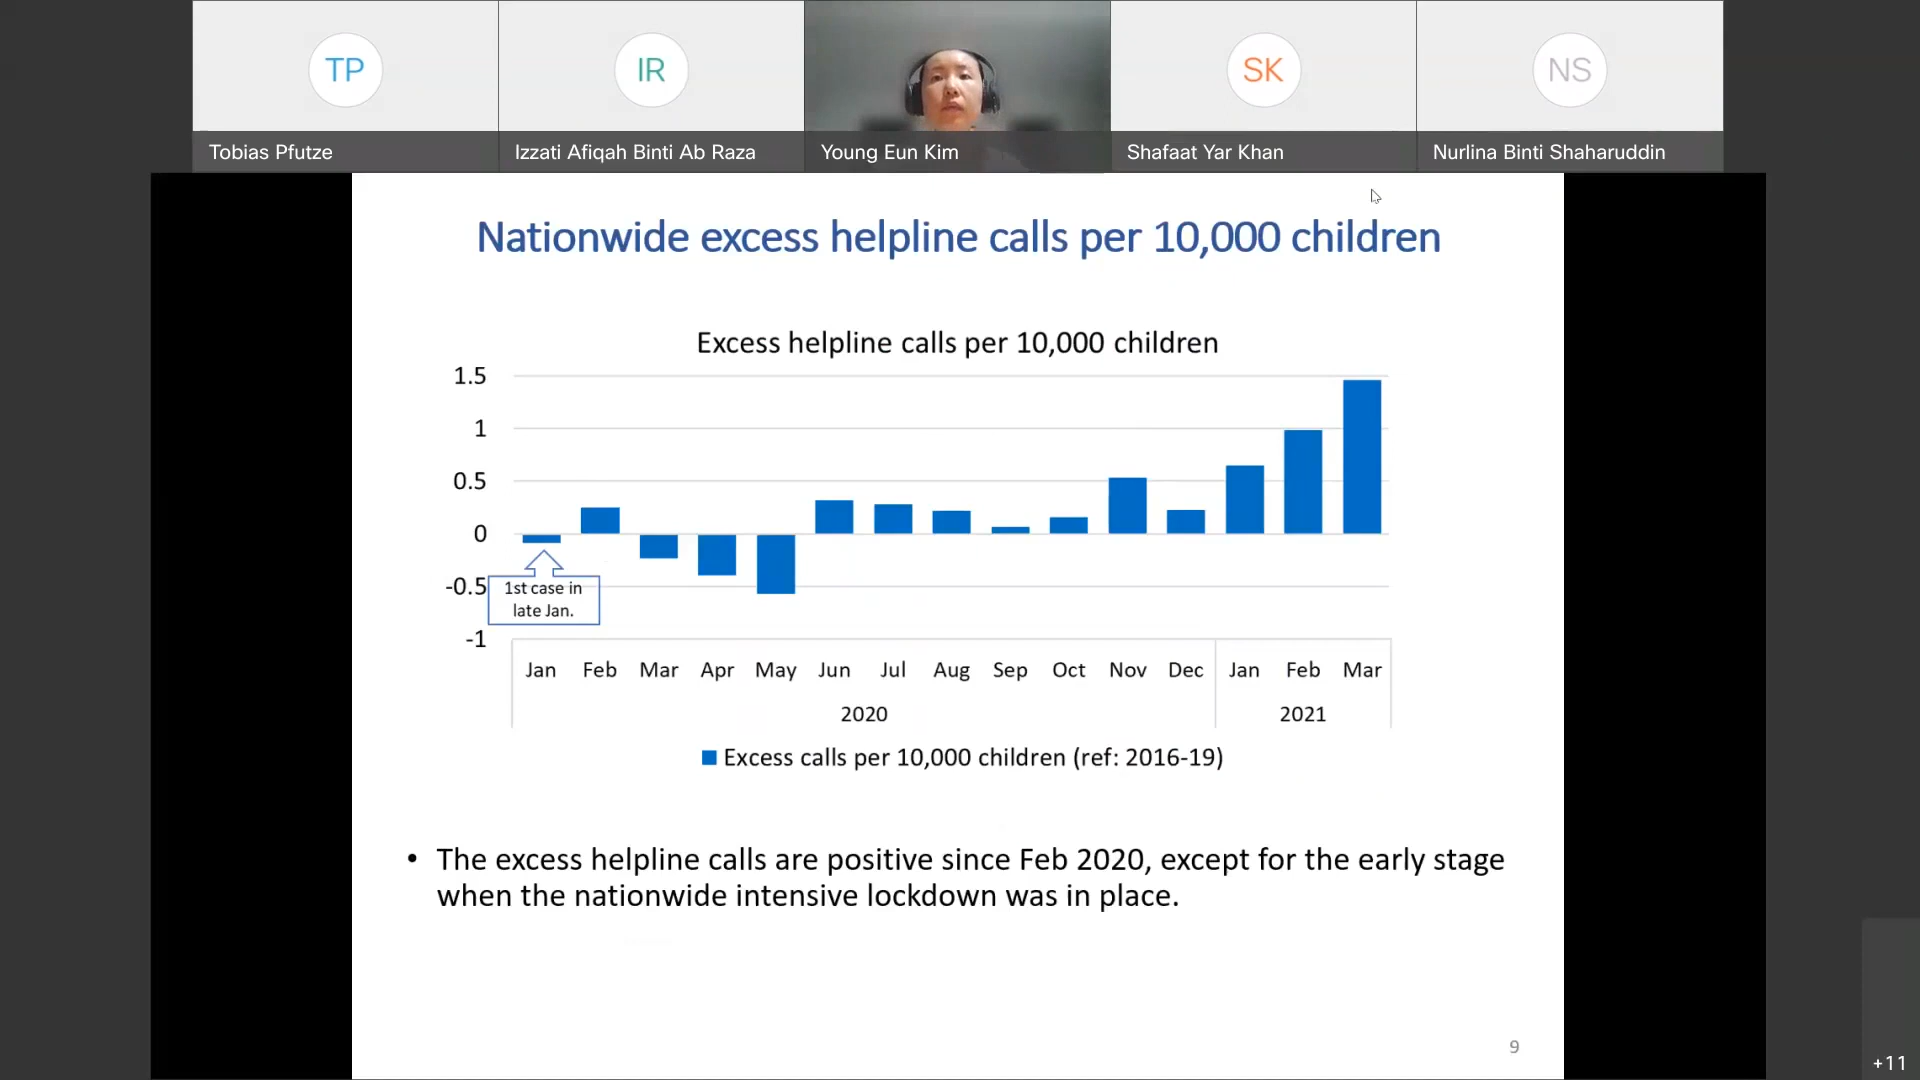 TP
IR
SK
NS
Tobias Pfutze
Izzati Afiqah Binti Ab Raza
Young Eun Kim
Shafaat Yar Khan
Nurlina Binti Shaharuddin
Nationwide excess helpline calls per 10,000 children
Excess helpline calls per 10,000 children
1.5
1
0.5
0
-0.5
-1
1st case in
late Jan.
Jan Feb Mar Apr May Jun Jul Aug Sep Oct Nov Dec Jan Feb Mar
2020 2021
Excess calls per 10,000 children (ref: 2016-19)
• The excess helpline calls are positive since Feb 2020, except for the early stage
when the nationwide intensive lockdown was in place.
9
+11